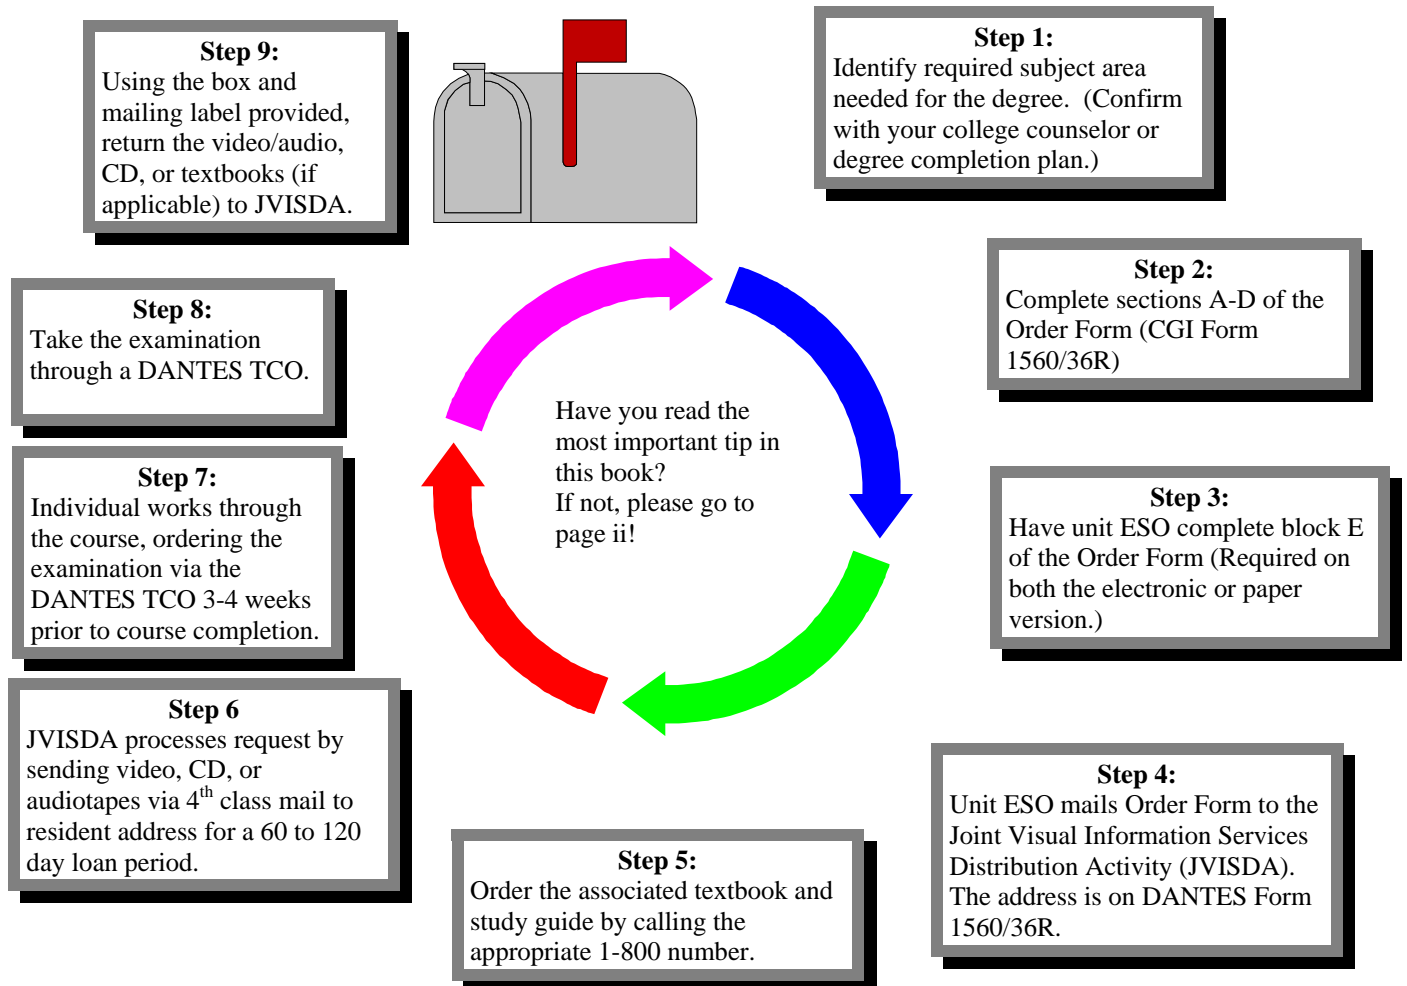 Step 1:
Identify required subject area
needed for the degree.  (Confirm
with your college counselor or
degree completion plan.)
Step 2:
Complete sections A-D of the
Order Form (CGI Form
1560/36R)
Step 3:
Have unit ESO complete block E
of the Order Form (Required on
both the electronic or paper
version.)
Step 4:
Unit ESO mails Order Form to the
Joint Visual Information Services
Distribution Activity (JVISDA).
The address is on DANTES Form
1560/36R.
Step 5:
Order the associated textbook and
study guide by calling the
appropriate 1-800 number.
Step 6
JVISDA processes request by
sending video, CD, or
audiotapes via 4th class mail to
resident address for a 60 to 120
day loan period.
Step 7:
Individual works through
the course, ordering the
examination via the
DANTES TCO 3-4 weeks
prior to course completion.
Step 8:
Take the examination
through a DANTES TCO.
Step 9:
Using the box and
mailing label provided,
return the video/audio,
CD, or textbooks (if
applicable) to JVISDA.
Have you read the
most important tip in
this book?
If not, please go to
page ii!